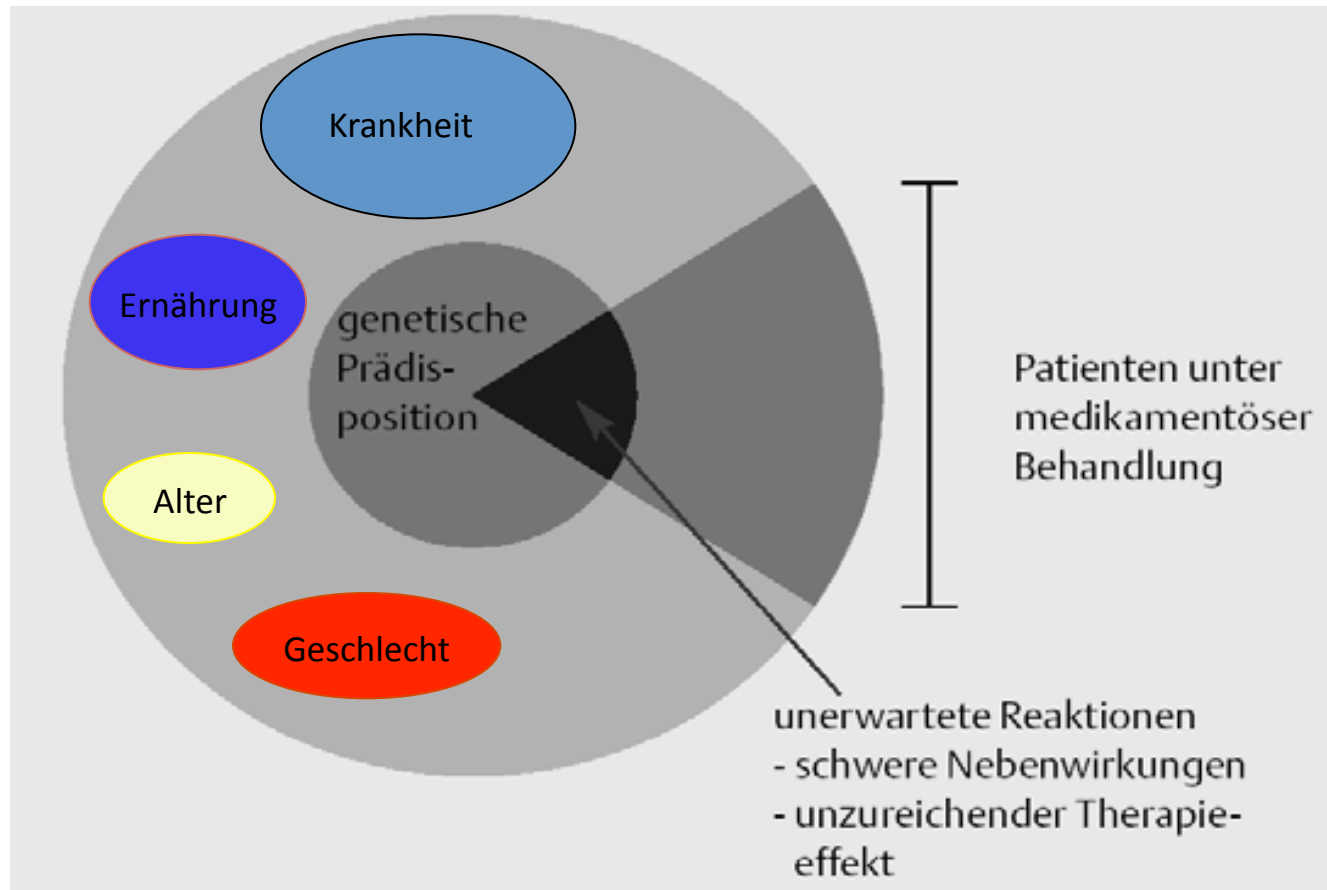 Krankheit
Ernährung
genetische
Prädis-
position
Alter
Geschlecht
Patienten unter
medikamentöser
Behandlung
unerwartete Reaktionen
- schwere Nebenwirkungen
- unzureichender Therapie-
effekt